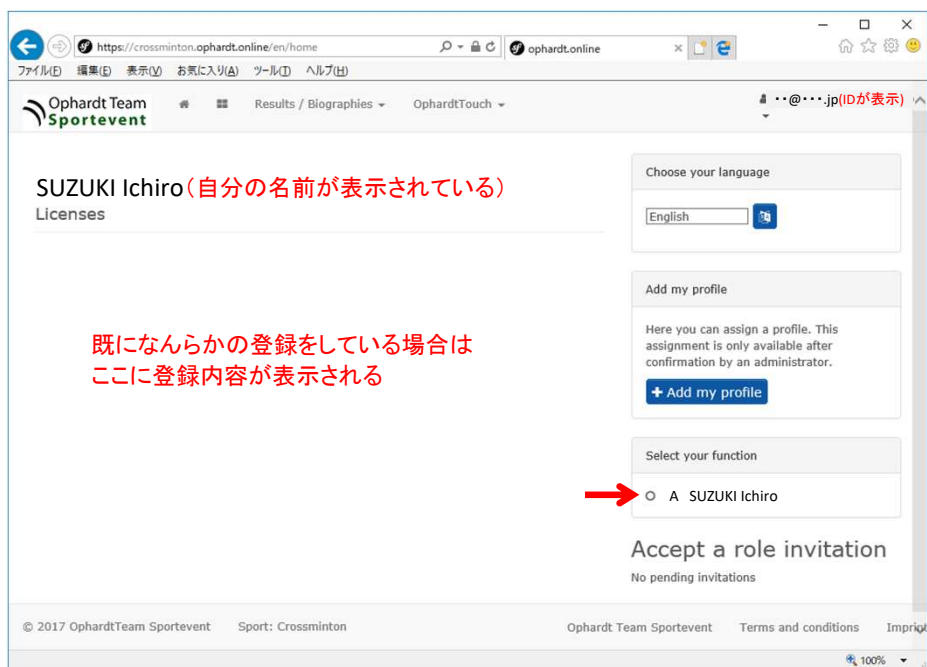 https://crossminton.ophardt.online/en/home
ophardt.online
ファイル(F) 編集(E) 表示(V) お気に入り(A) ツール(T) ヘルプ(H)
Ophardt Team
Sportevent
Results / Biographies
OphardtTouch
・・@・・・.jp(IDが表示)
SUZUKI Ichiro(自分の名前が表示されている)
Licenses
既になんらかの登録をしている場合は
ここに登録内容が表示される
Choose your language
English
Add my profile
Here you can assign a profile. This
assignment is only available after
confirmation by an administrator.
+ Add my profile
Select your function
A SUZUKI Ichiro
Accept a role invitation
No pending invitations
© 2017 OphardtTeam Sportevent Sport: Crossminton
Ophardt Team Sportevent Terms and conditions
100%